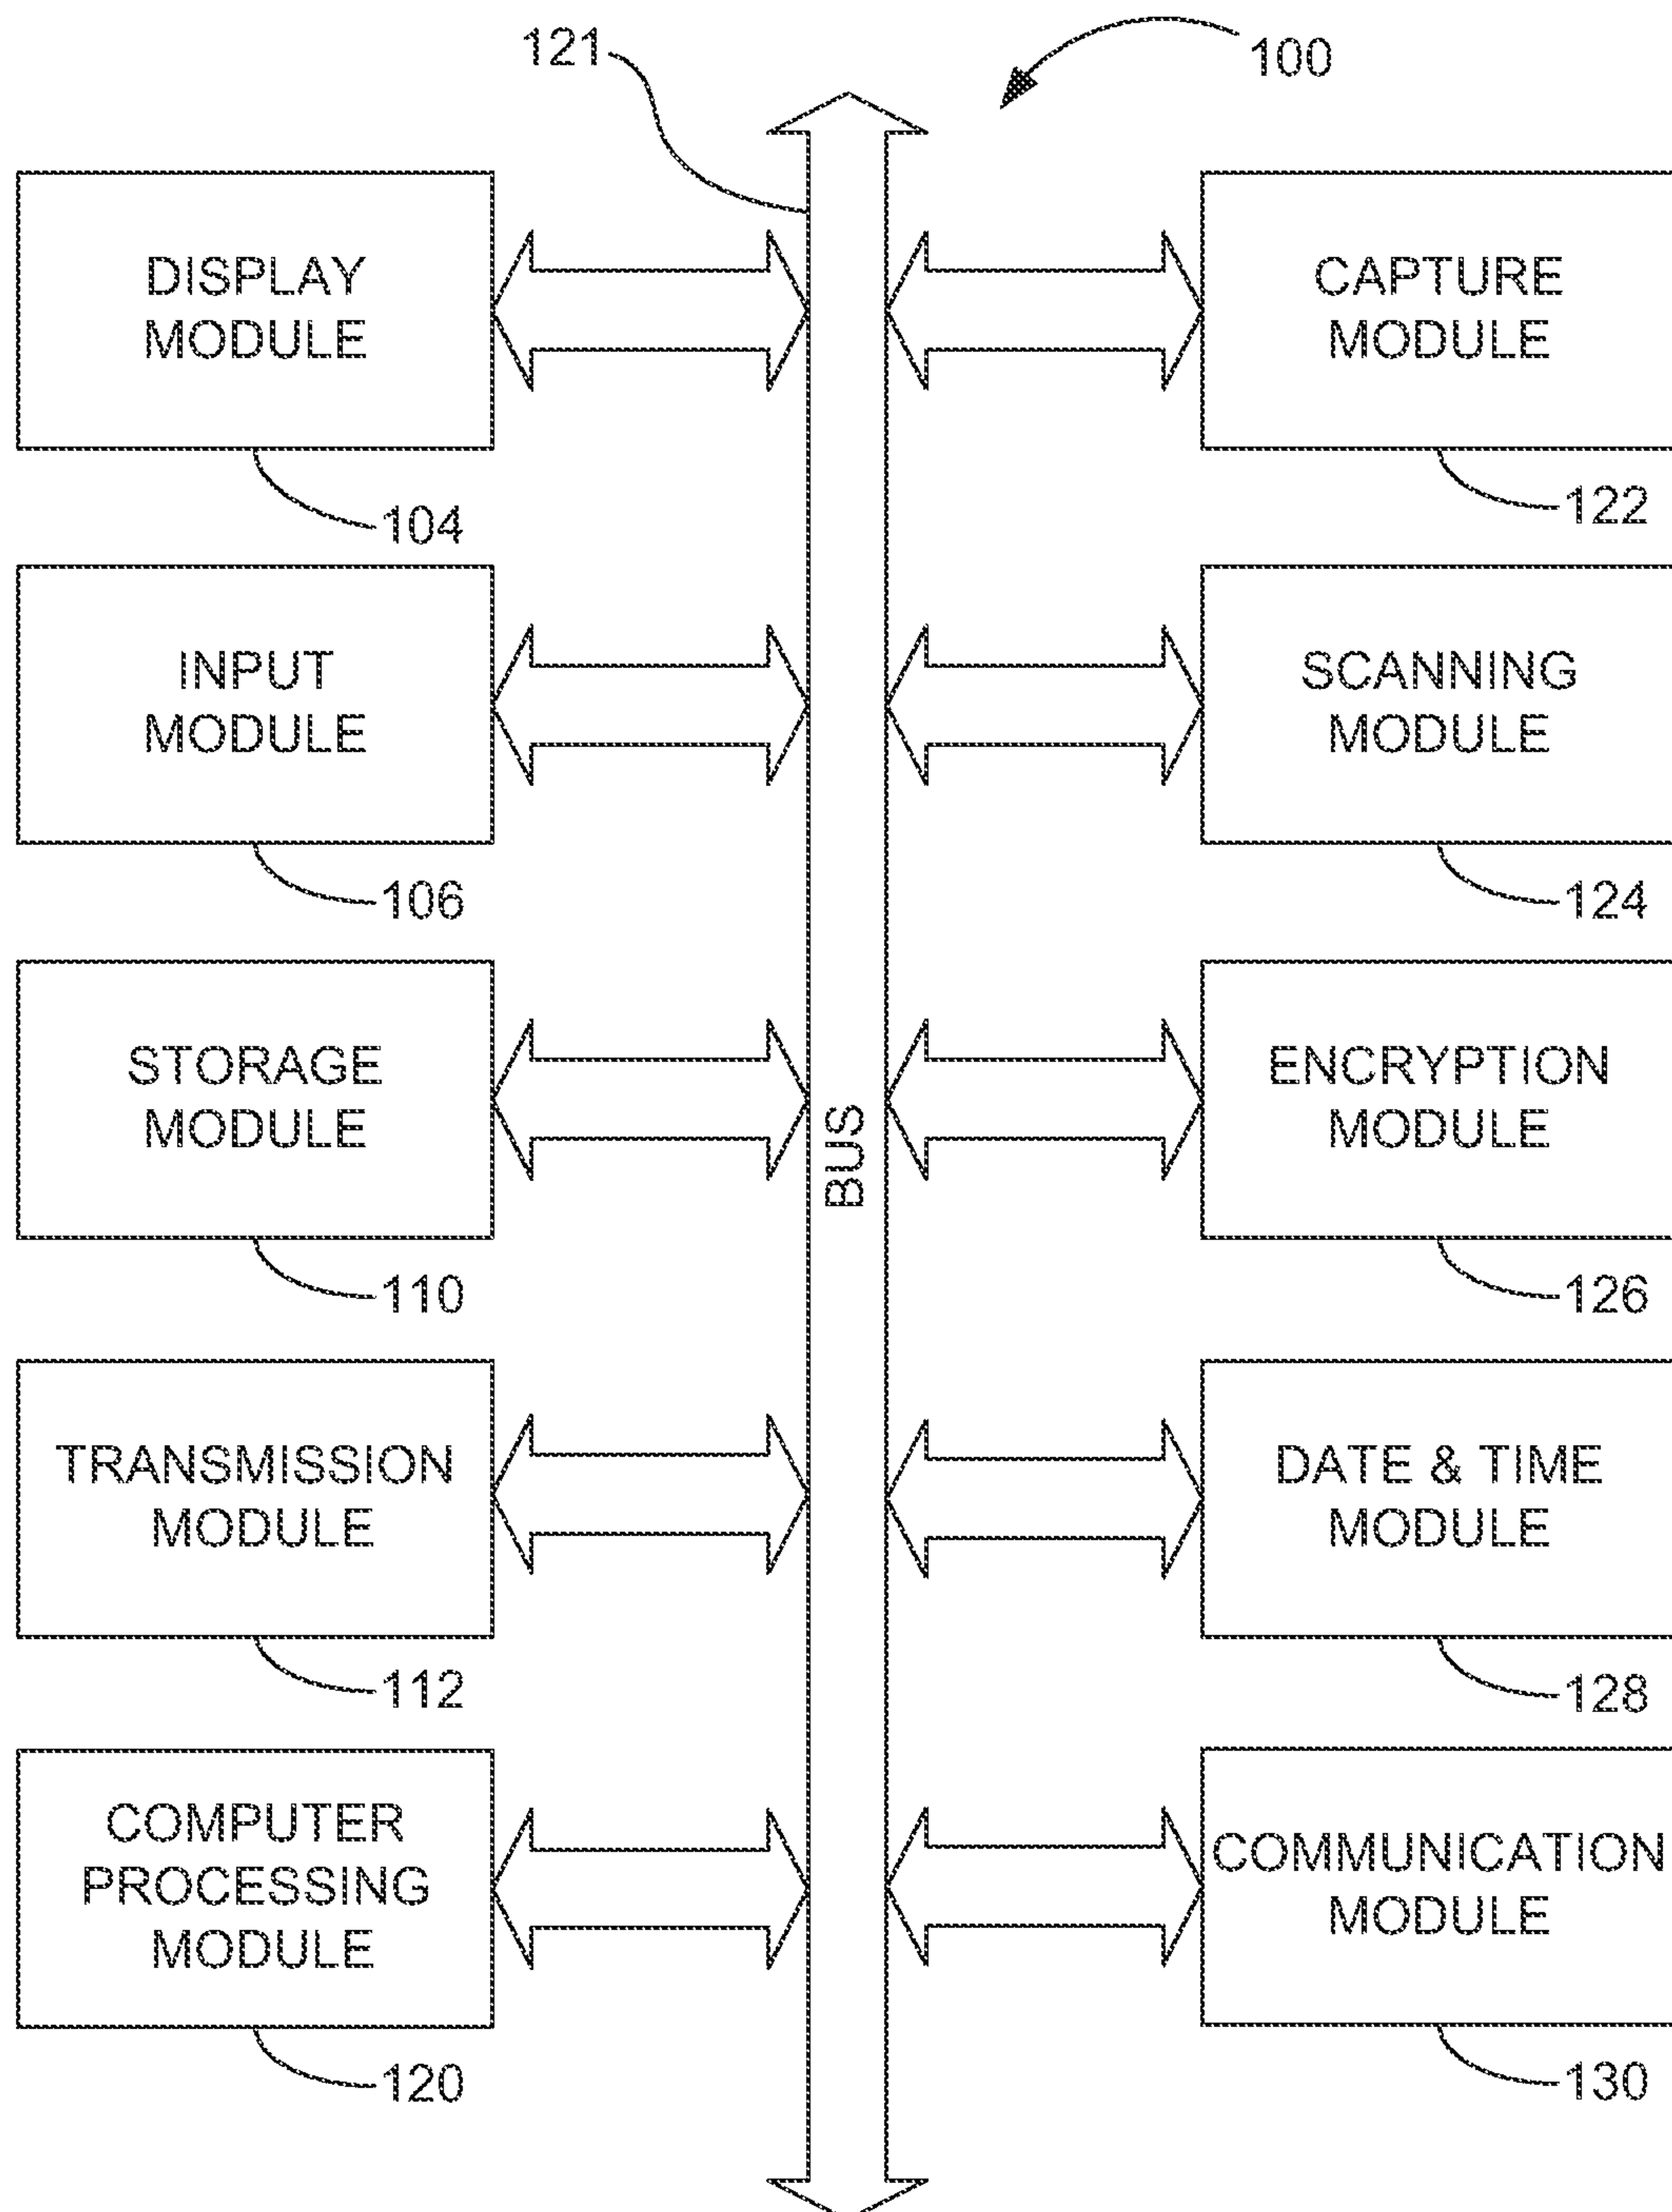 121
100
DISPLAY
MODULE
104
CAPTURE
MODULE
122
INPUT
MODULE
106
SCANNING
MODULE
124
STORAGE
MODULE
110
BUS
ENCRYPTION
MODULE
126
TRANSMISSION
MODULE
112
DATE & TIME
MODULE
128
COMPUTER
PROCESSING
MODULE
120
COMMUNICATION
MODULE
130